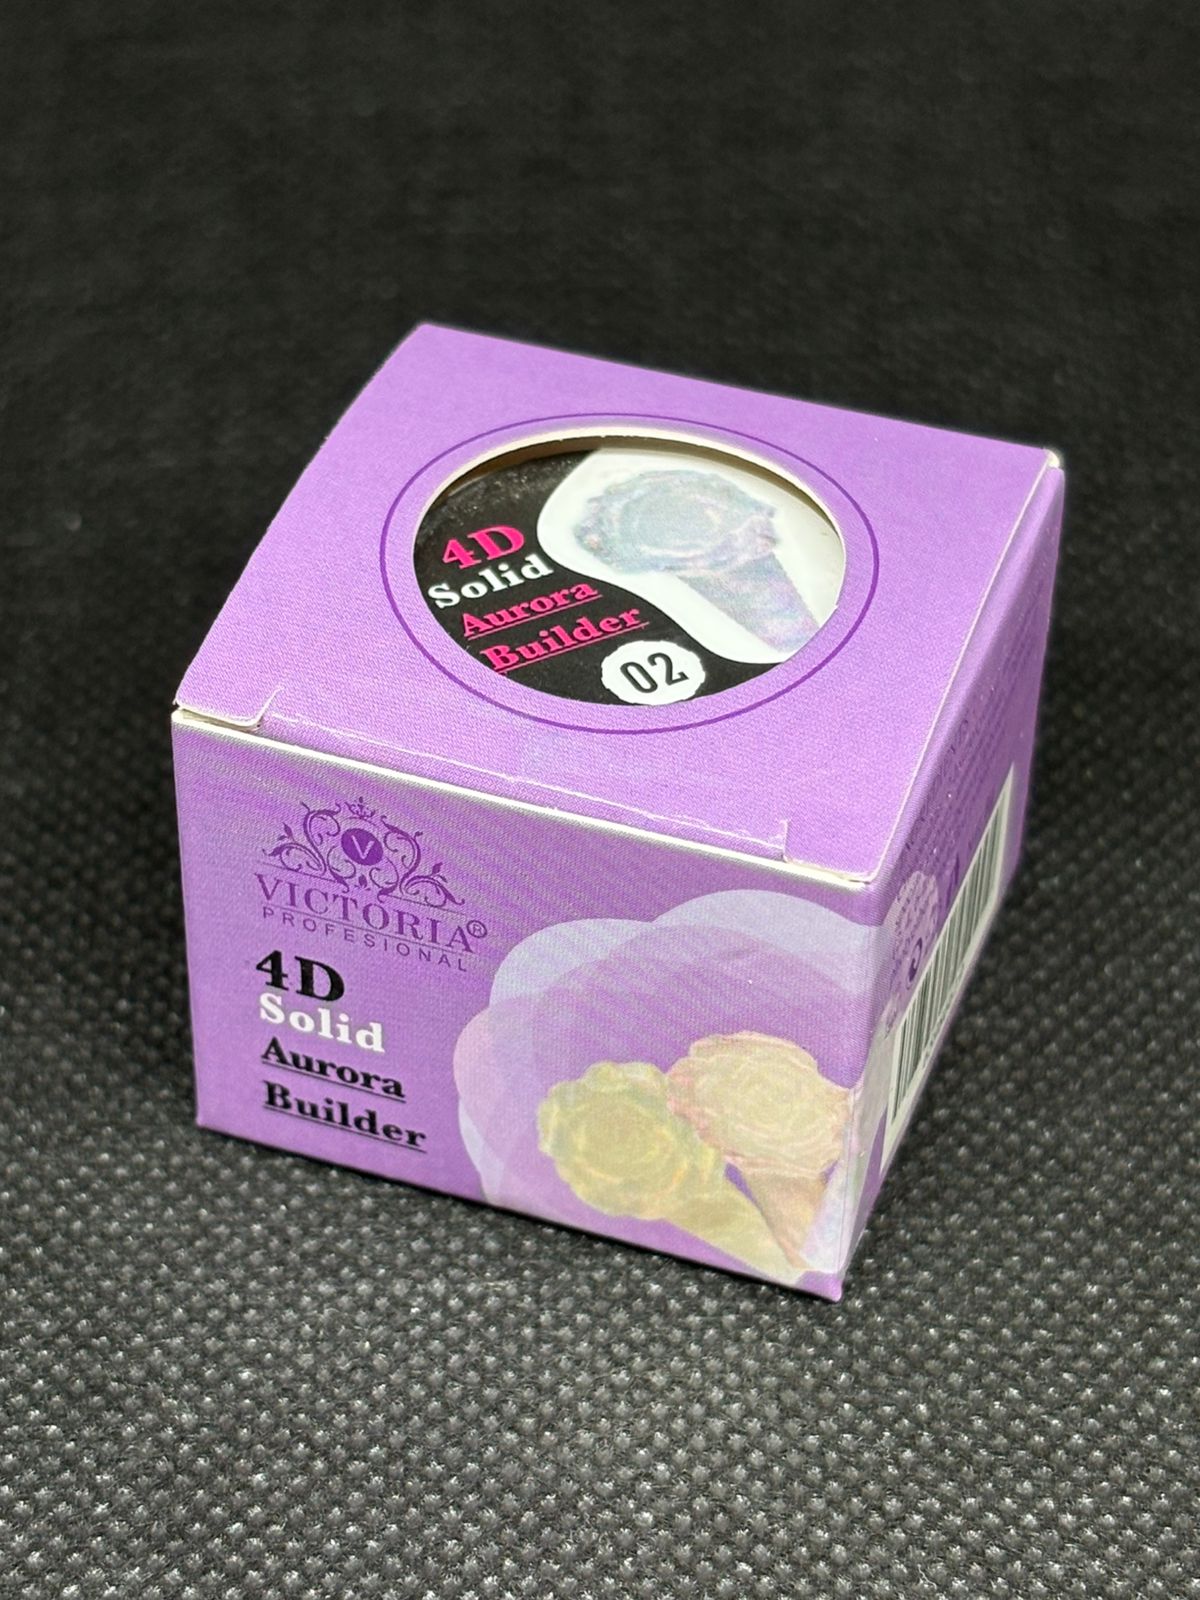 4D
Solid
Aurora
Builder
02
V
VICTORIA®
PROFESIONAL
4D
Solid
Aurora
Builder